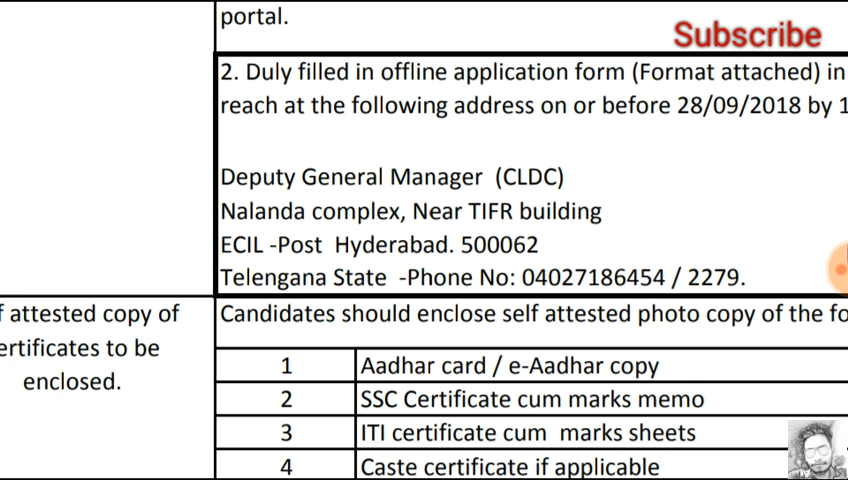 portal.
Subscribe
2. Duly filled in offline application form (Format attached) in
reach at the following address on or before 28/09/2018 by 1
Deputy General Manager (CLDC)
Nalanda complex, Near TIFR building
ECIL -Post Hyderabad. 500062
Telengana State -Phone No: 04027186454 / 2279.
attested copy of
ertificates to be
enclosed.
Candidates should enclose self attested photo copy of the fo
1 Aadhar card / e-Aadhar copy
2 SSC Certificate cum marks memo
3 ITI certificate cum marks sheets
4 Caste certificate if applicable